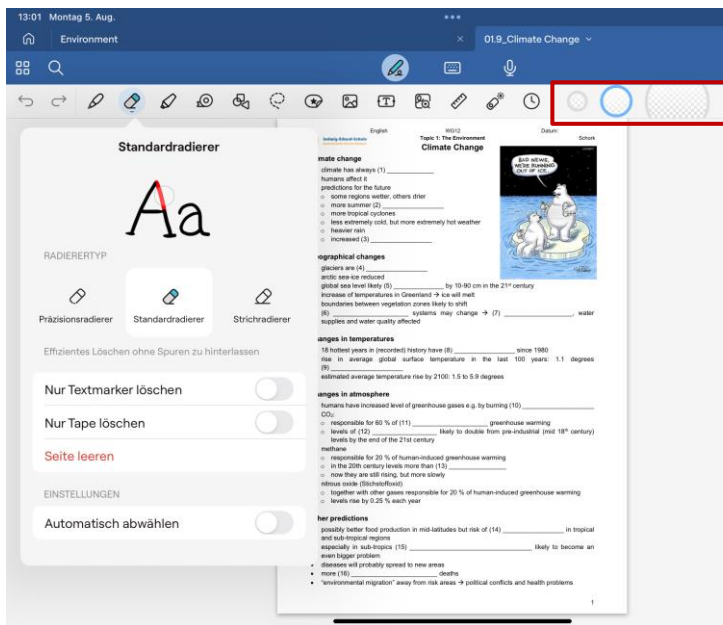 13:01 Montag 5. Aug.
Environment
01.9_Climate Change
Standardradierer
Aa
RADIERERTYP
Präzisionsradierer Standardradierer Strichradierer
Effizientes Löschen ohne Spuren zu hinterlassen
Nur Textmarker löschen
Nur Tape löschen
Seite leeren
EINSTELLUNGEN
Automatisch abwählen
English WG12 Datum:
Ludwig-Erhard-Schule Topic 1: The Environment Schork
Climate Change
BAD NEWS,
WE'RE RUNNING
OUT OF ICE.
mate change
climate has always (1)
humans affect it
predictions for the future
o some regions wetter, others drier
o more summer (2)
o more tropical cyclones
o less extremely cold, but more extremely hot weather
o heavier rain
o increased (3)
ographical changes
glaciers are (4)
arctic sea-ice reduced
global sea level likely (5) by 10-90 cm in the 21st century
increase of temperatures in Greenland → ice will melt
boundaries between vegetation zones likely to shift
(6) systems may change → (7) , water
supplies and water quality affected
anges in temperatures
18 hottest years in (recorded) history have (8) since 1980
rise in average global surface temperature in the last 100 years: 1.1 degrees
(9)
estimated average temperature rise by 2100: 1.5 to 5.9 degrees
anges in atmosphere
humans have increased level of greenhouse gases e.g. by burning (10)
CO₂:
o responsible for 60 % of (11) greenhouse warming
o levels of (12) likely to double from pre-industrial (mid 18th century)
levels by the end of the 21st century
methane
o responsible for 20 % of human-induced greenhouse warming
o in the 20th century levels more than (13)
o now they are still rising, but more slowly
nitrous oxide (Stichstoffoxid)
o together with other gases responsible for 20 % of human-induced greenhouse warming
o levels rise by 0.25 % each year
her predictions
possibly better food production in mid-latitudes but risk of (14) in tropical
and sub-tropical regions
especially in sub-tropics (15) likely to become an
even bigger problem
• diseases will probably spread to new areas
• more (16) deaths
• "environmental migration" away from risk areas → political conflicts and health problems
1